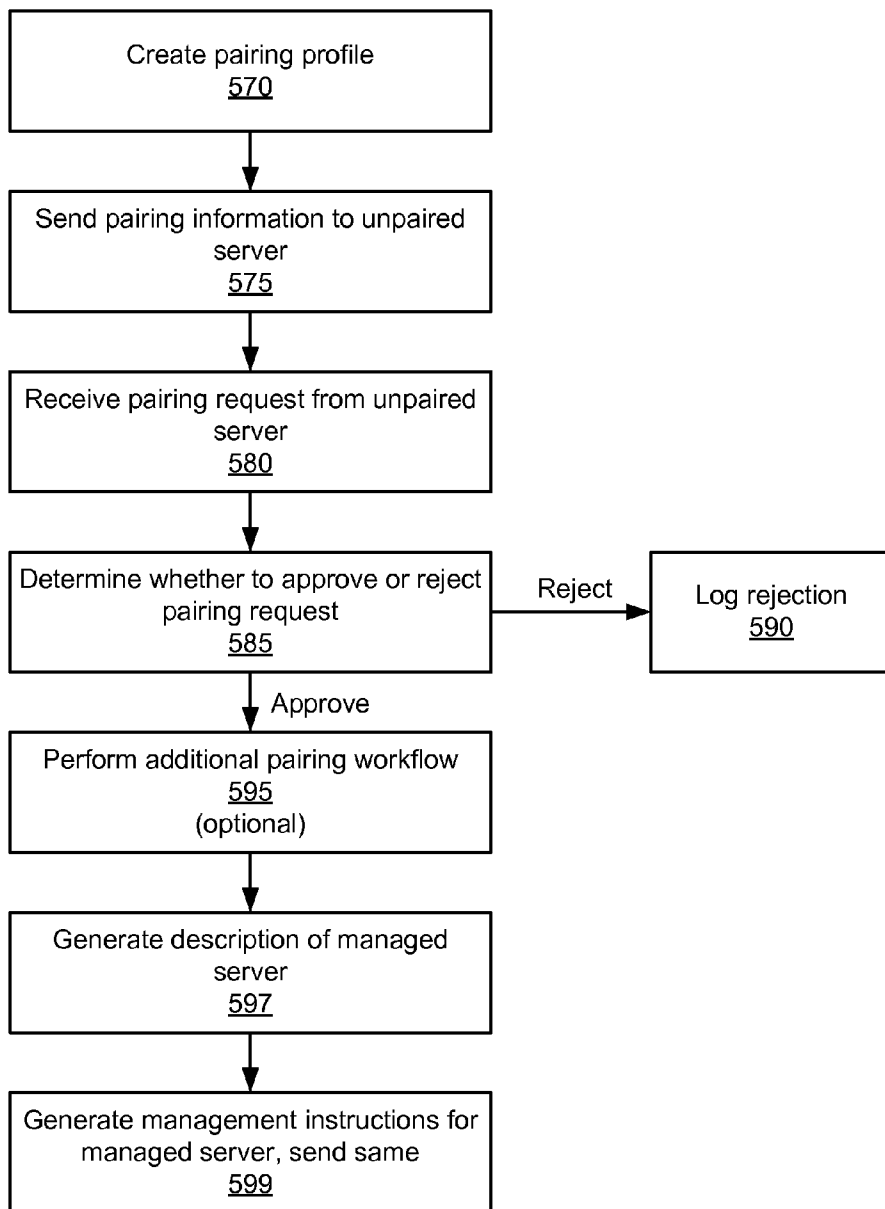 Create pairing profile
570
Send pairing information to unpaired
server
575
Receive pairing request from unpaired
server
580
Determine whether to approve or reject
pairing request
585
Reject
Log rejection
590
Approve
Perform additional pairing workflow
595
(optional)
Generate description of managed
server
597
Generate management instructions for
managed server, send same
599